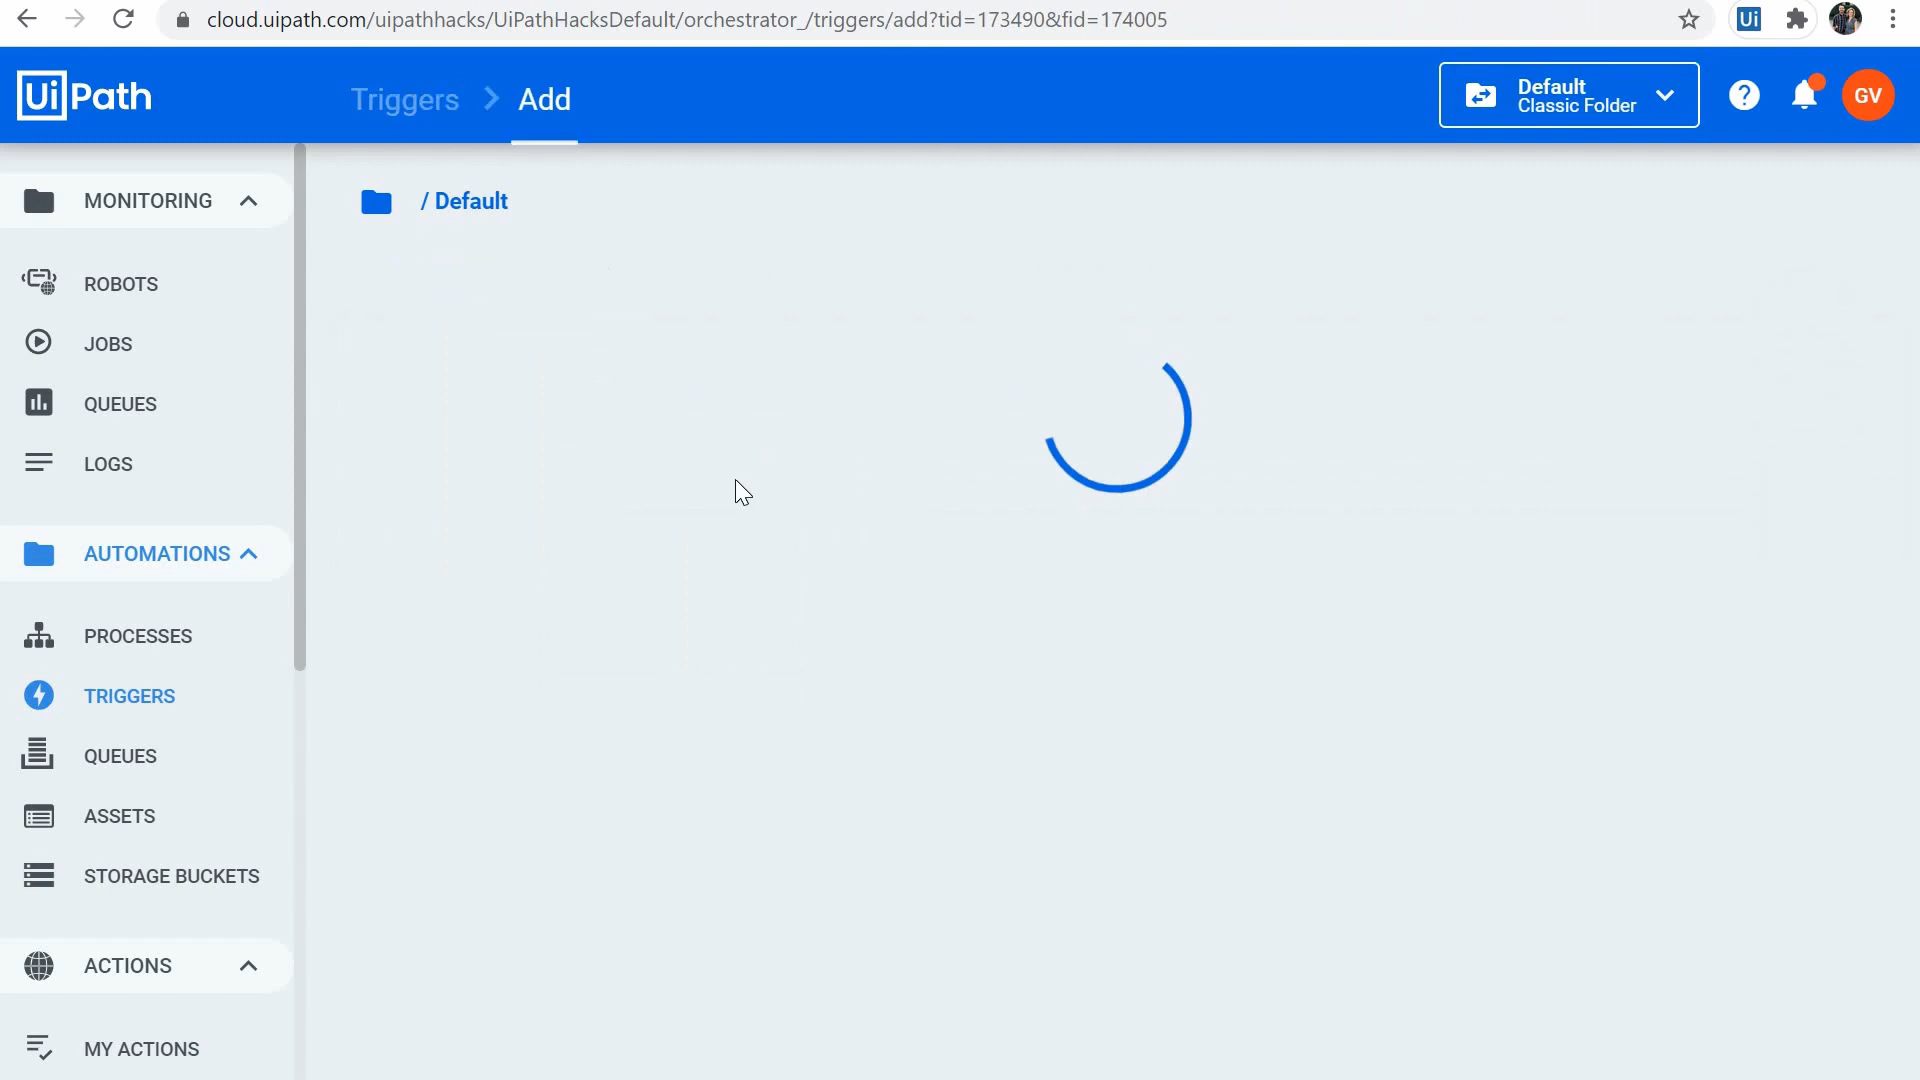 cloud.uipath.com/uipathhacks/UiPathHacksDefault/orchestrator_/triggers/add?tid=173490&fid=174005
Ui
UiPath
Triggers
Add
Default
Classic Folder
?
GV
MONITORING
/ Default
ROBOTS
JOBS
QUEUES
LOGS
AUTOMATIONS
PROCESSES
TRIGGERS
QUEUES
ASSETS
STORAGE BUCKETS
ACTIONS
MY ACTIONS